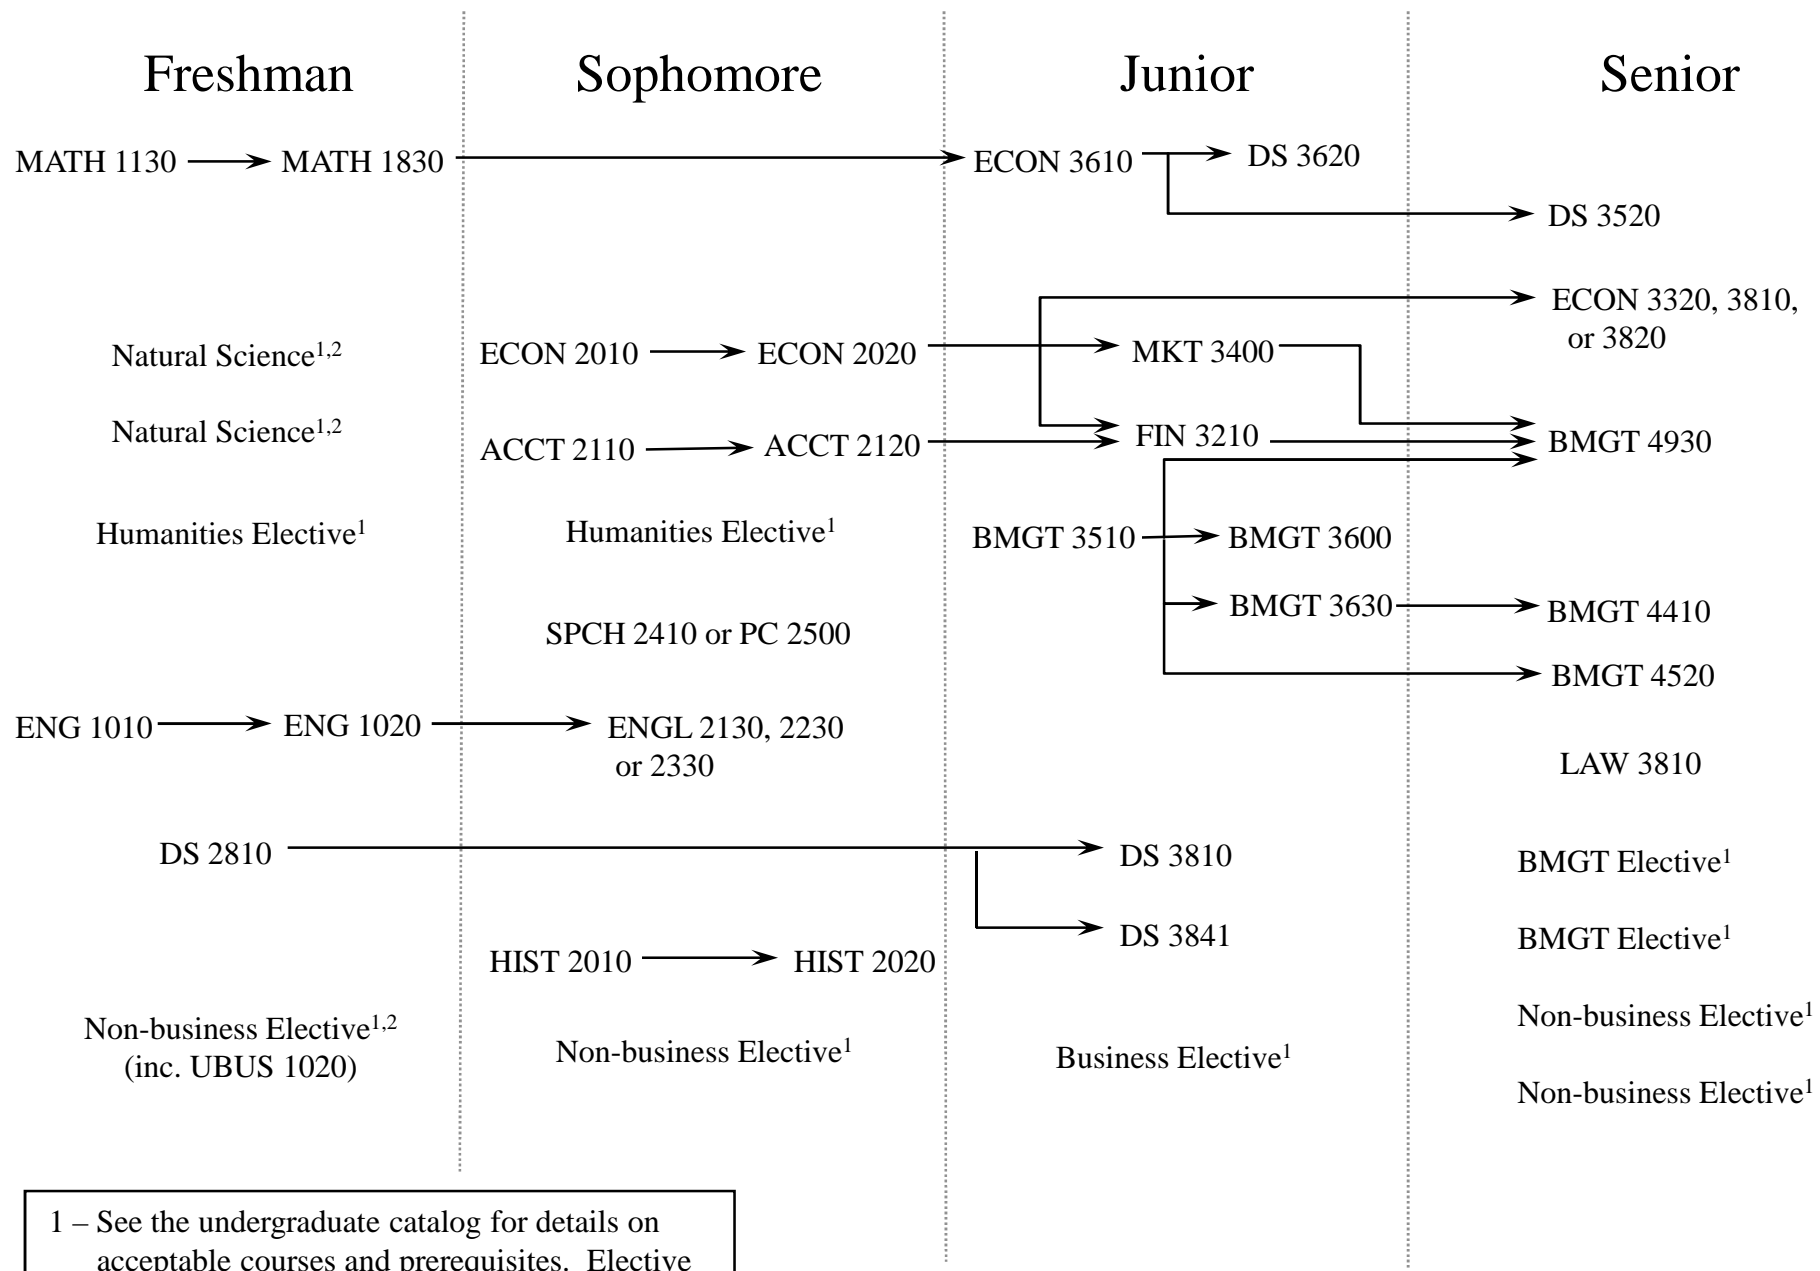 Freshman
Sophomore
Junior
Senior
MATH 1130
MATH 1830
ECON 3610
DS 3620
DS 3520
ECON 3320, 3810,
or 3820
Natural Science1,2
ECON 2010
ECON 2020
MKT 3400
Natural Science1,2
ACCT 2110
ACCT 2120
FIN 3210
BMGT 4930
Humanities Elective1
Humanities Elective1
BMGT 3510
BMGT 3600
BMGT 3630
BMGT 4410
SPCH 2410 or PC 2500
BMGT 4520
ENG 1010
ENG 1020
ENGL 2130, 2230
or 2330
LAW 3810
DS 2810
DS 3810
BMGT Elective1
DS 3841
BMGT Elective1
HIST 2010
HIST 2020
Non-business Elective1,2
(inc. UBUS 1020)
Non-business Elective1
Business Elective1
Non-business Elective1
Non-business Elective1
1 – See the undergraduate catalog for details on
acceptable courses and prerequisites. Elective